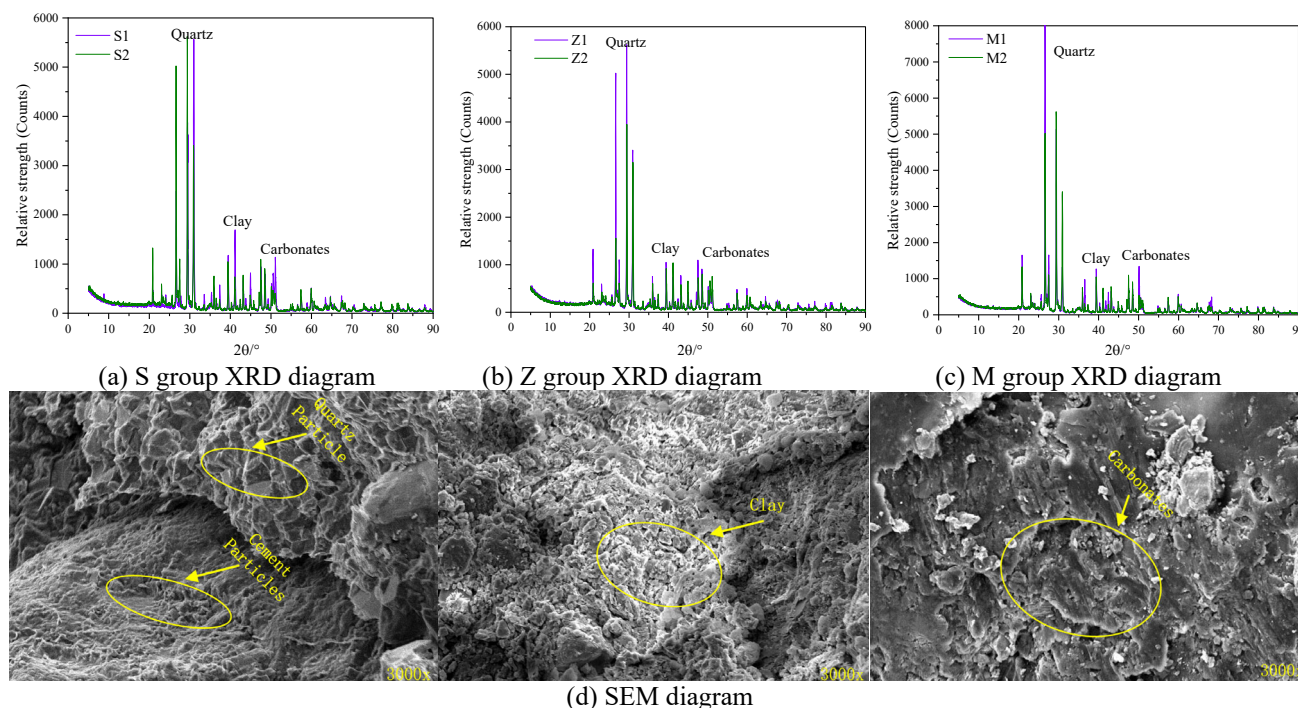 6000
5000
4000
3000
2000
1000
0
0 10 20 30 40 50 60 70 80 90
Relative strength (Counts)
2θ/°
S1
S2
Quartz
Clay
Carbonates
(a) S group XRD diagram
6000
5000
4000
3000
2000
1000
0
0 10 20 30 40 50 60 70 80 90
Relative strength (Counts)
2θ/°
Z1
Z2
Quartz
Clay
Carbonates
(b) Z group XRD diagram
8000
7000
6000
5000
4000
3000
2000
1000
0
0 10 20 30 40 50 60 70 80 90
Relative strength (Counts)
2θ/°
M1
M2
Quartz
Clay
Carbonates
(c) M group XRD diagram
Quartz
Particle
Cement
Particles
3000x
Clay
3000x
Carbonates
3000x
(d) SEM diagram